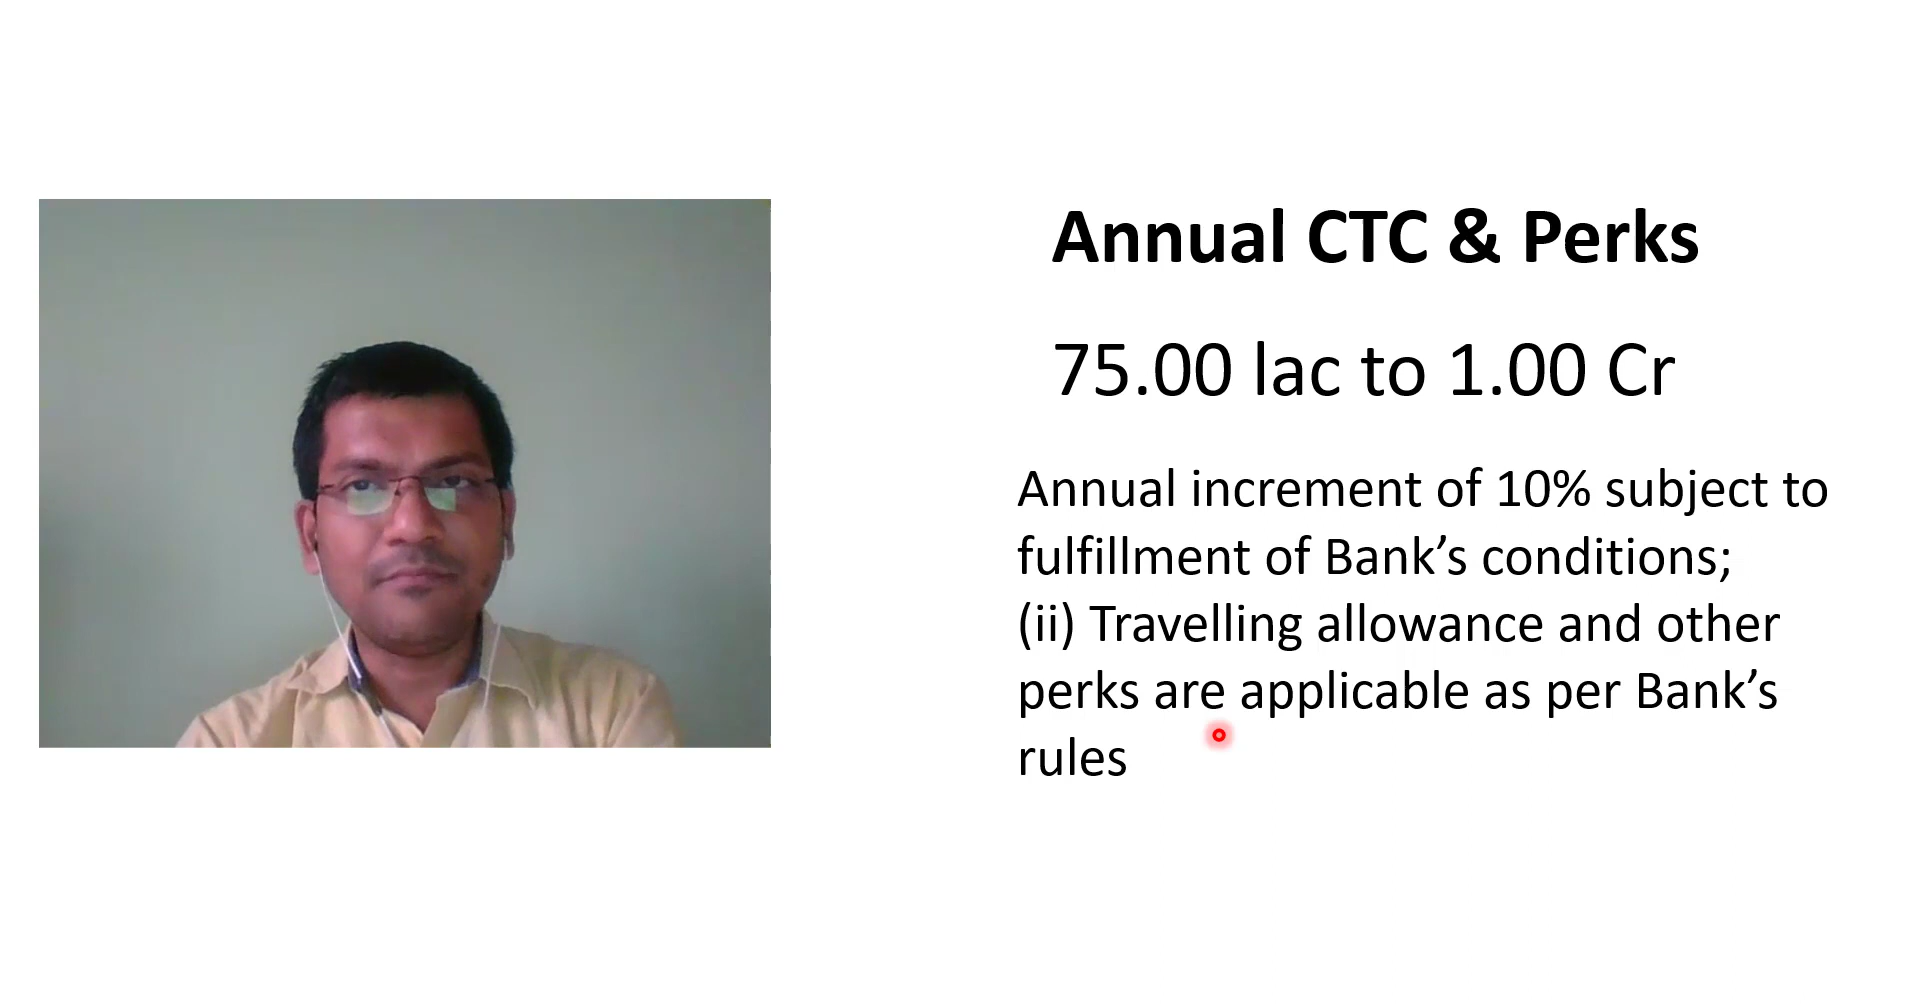 Annual CTC & Perks
75.00 lac to 1.00 Cr
Annual increment of 10% subject to
fulfillment of Bank’s conditions;
(ii) Travelling allowance and other
perks are applicable as per Bank’s
rules